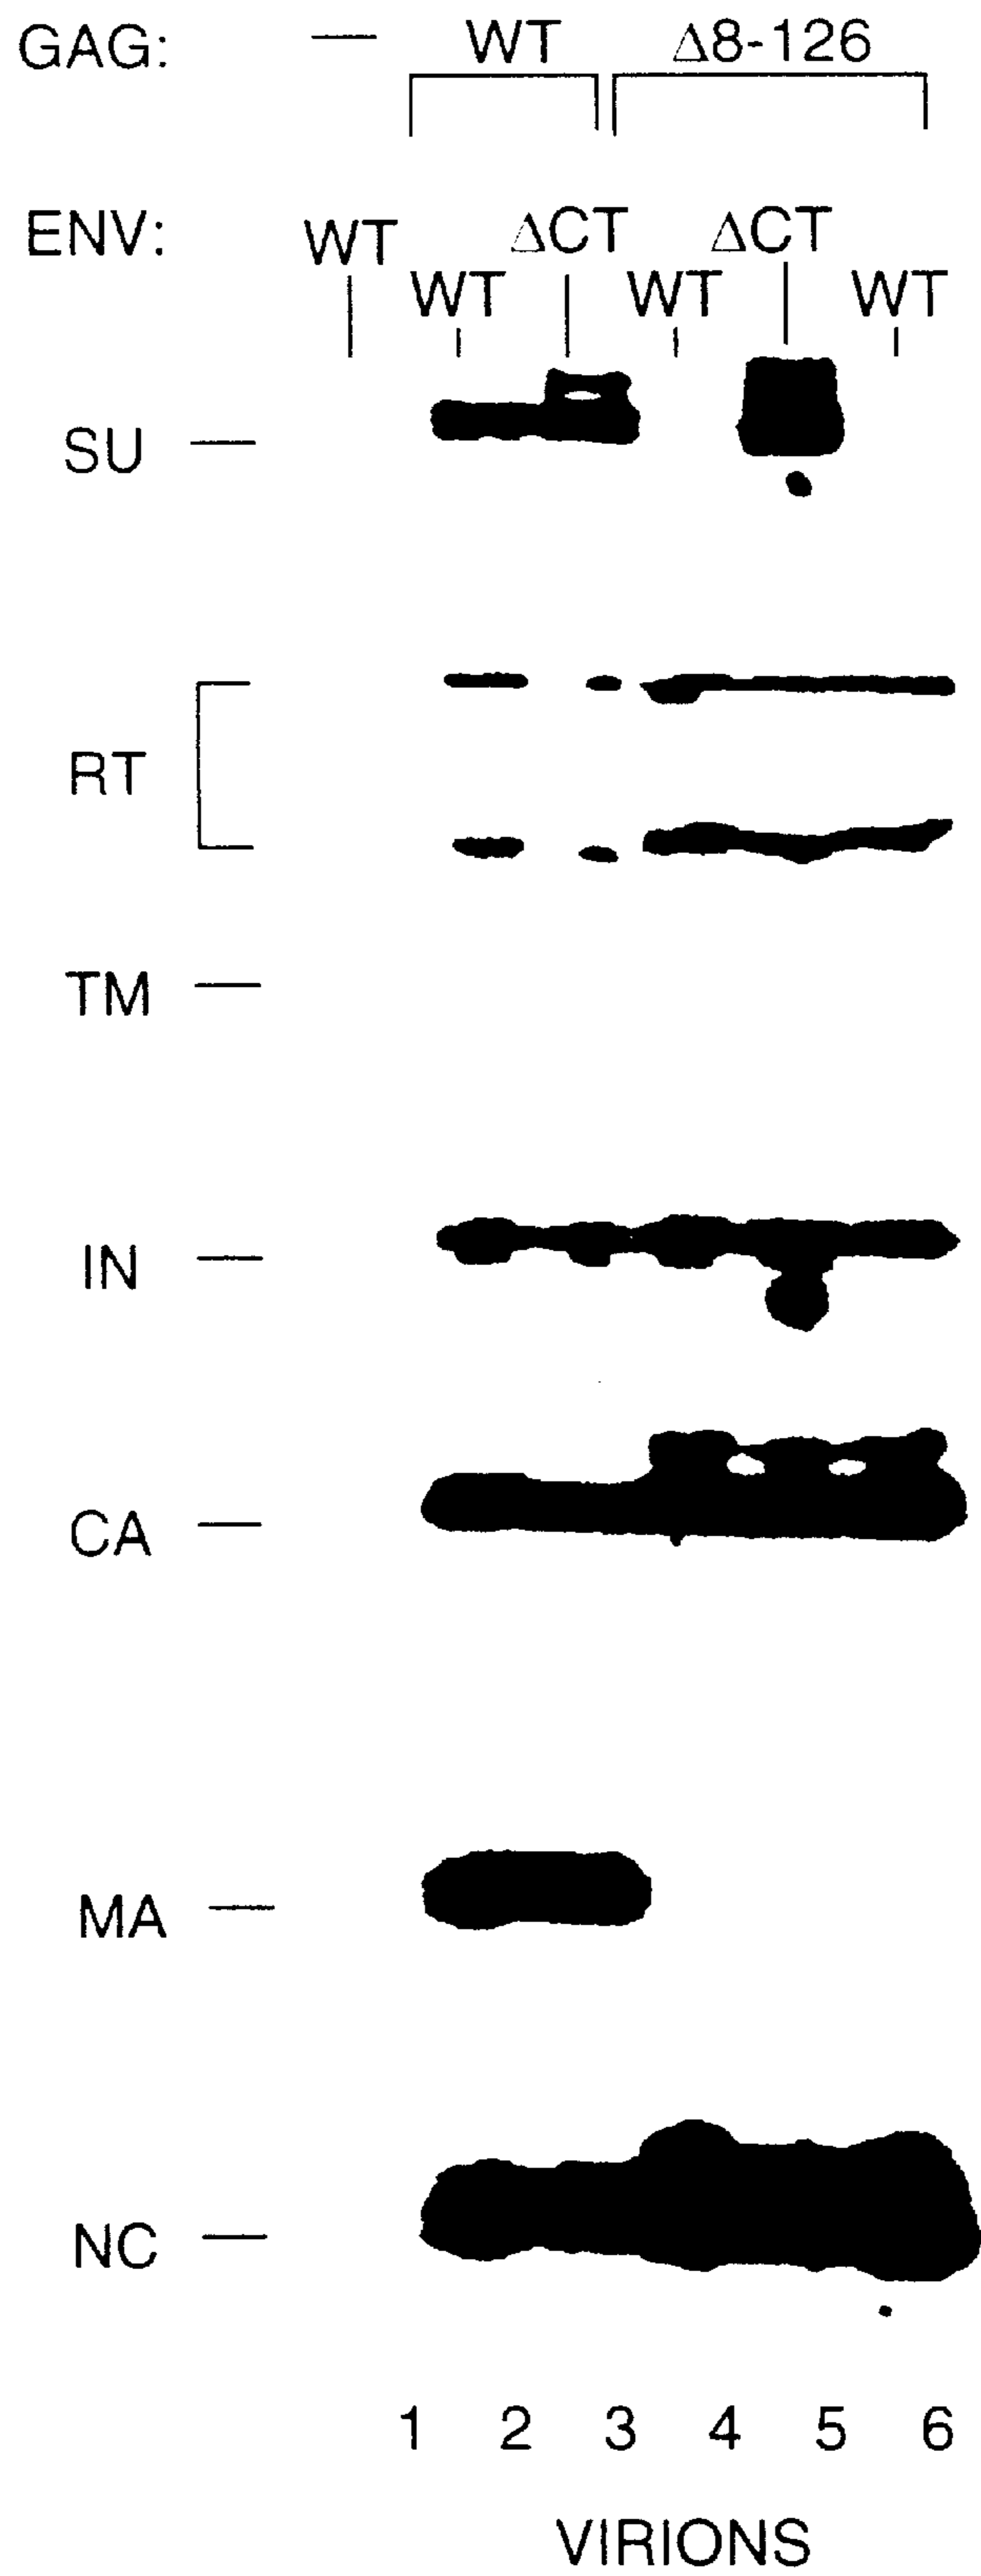 GAG: — WT Δ8-126
ENV: WT ΔCT ΔCT
WT WT WT
SU
RT
TM
IN
CA
MA
NC
1 2 3 4 5 6
VIRIONS